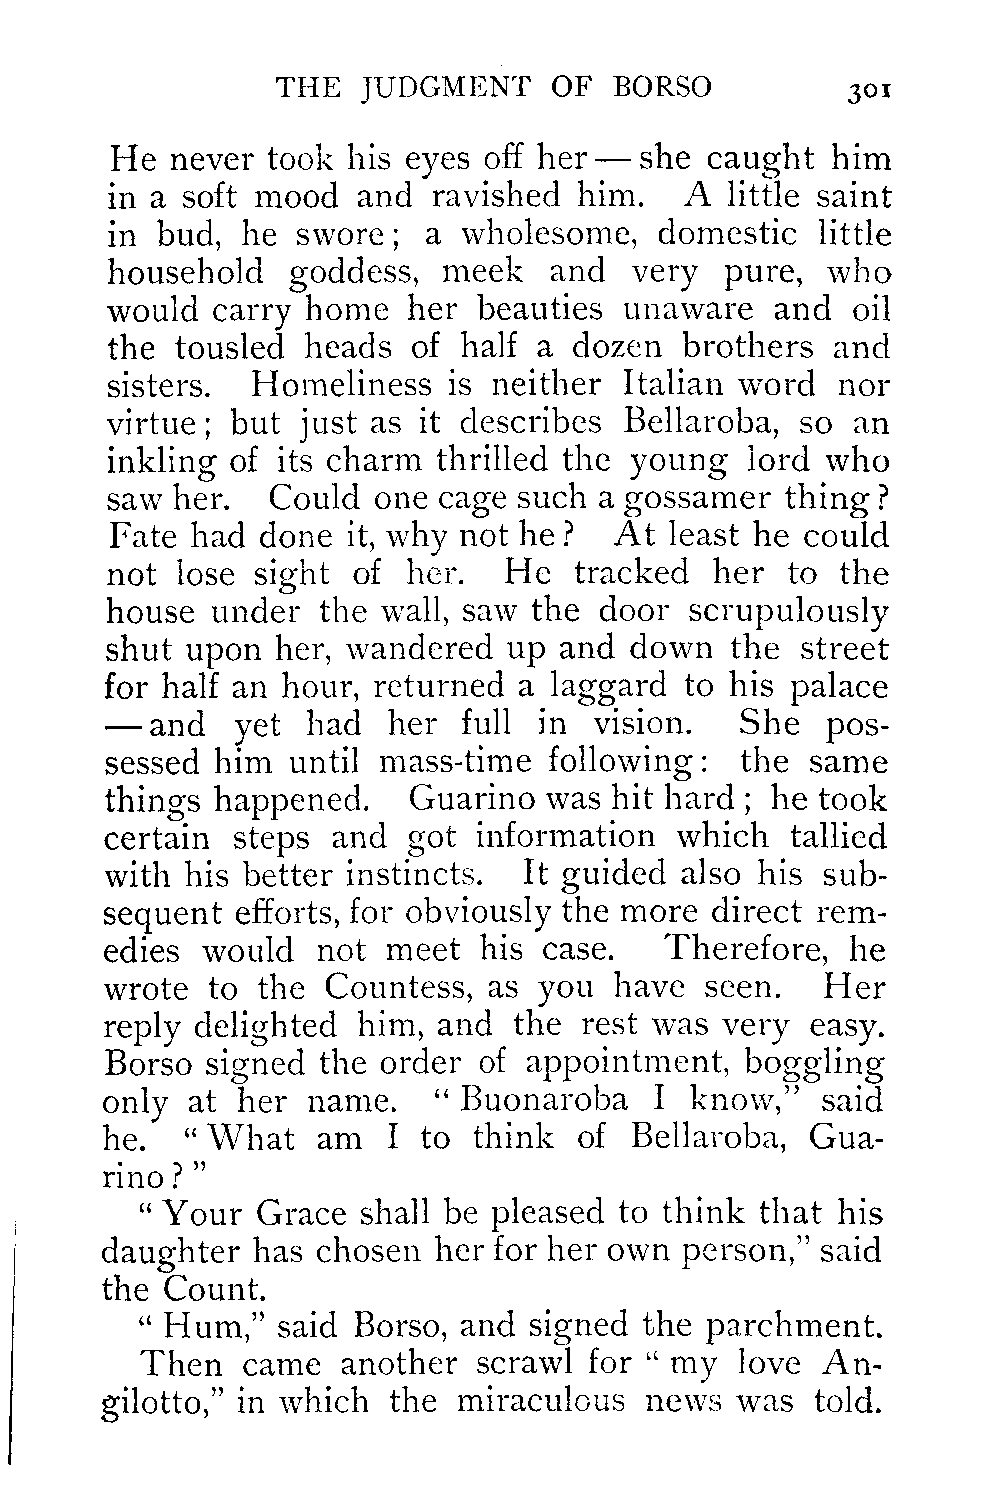 THE JUDGMENT OF BORSO 301
He never took his eyes off her — she caught him
in a soft mood and ravished him. A little saint
in bud, he swore; a wholesome, domestic little
household goddess, meek and very pure, who
would carry home her beauties unaware and oil
the tousled heads of half a dozen brothers and
sisters. Homeliness is neither Italian word nor
virtue; but just as it describes Bellaroba, so an
inkling of its charm thrilled the young lord who
saw her. Could one cage such a gossamer thing?
Fate had done it, why not he? At least he could
not lose sight of her. He tracked her to the
house under the wall, saw the door scrupulously
shut upon her, wandered up and down the street
for half an hour, returned a laggard to his palace
— and yet had her full in vision. She pos-
sessed him until mass-time following: the same
things happened. Guarino was hit hard; he took
certain steps and got information which tallied
with his better instincts. It guided also his sub-
sequent efforts, for obviously the more direct rem-
edies would not meet his case. Therefore, he
wrote to the Countess, as you have seen. Her
reply delighted him, and the rest was very easy.
Borso signed the order of appointment, boggling
only at her name. "Buonaroba I know," said
he. "What am I to think of Bellaroba, Gua-
rino?"
"Your Grace shall be pleased to think that his
daughter has chosen her for her own person," said
the Count.
"Hum," said Borso, and signed the parchment.
Then came another scrawl for "my love An-
gilotto," in which the miraculous news was told.